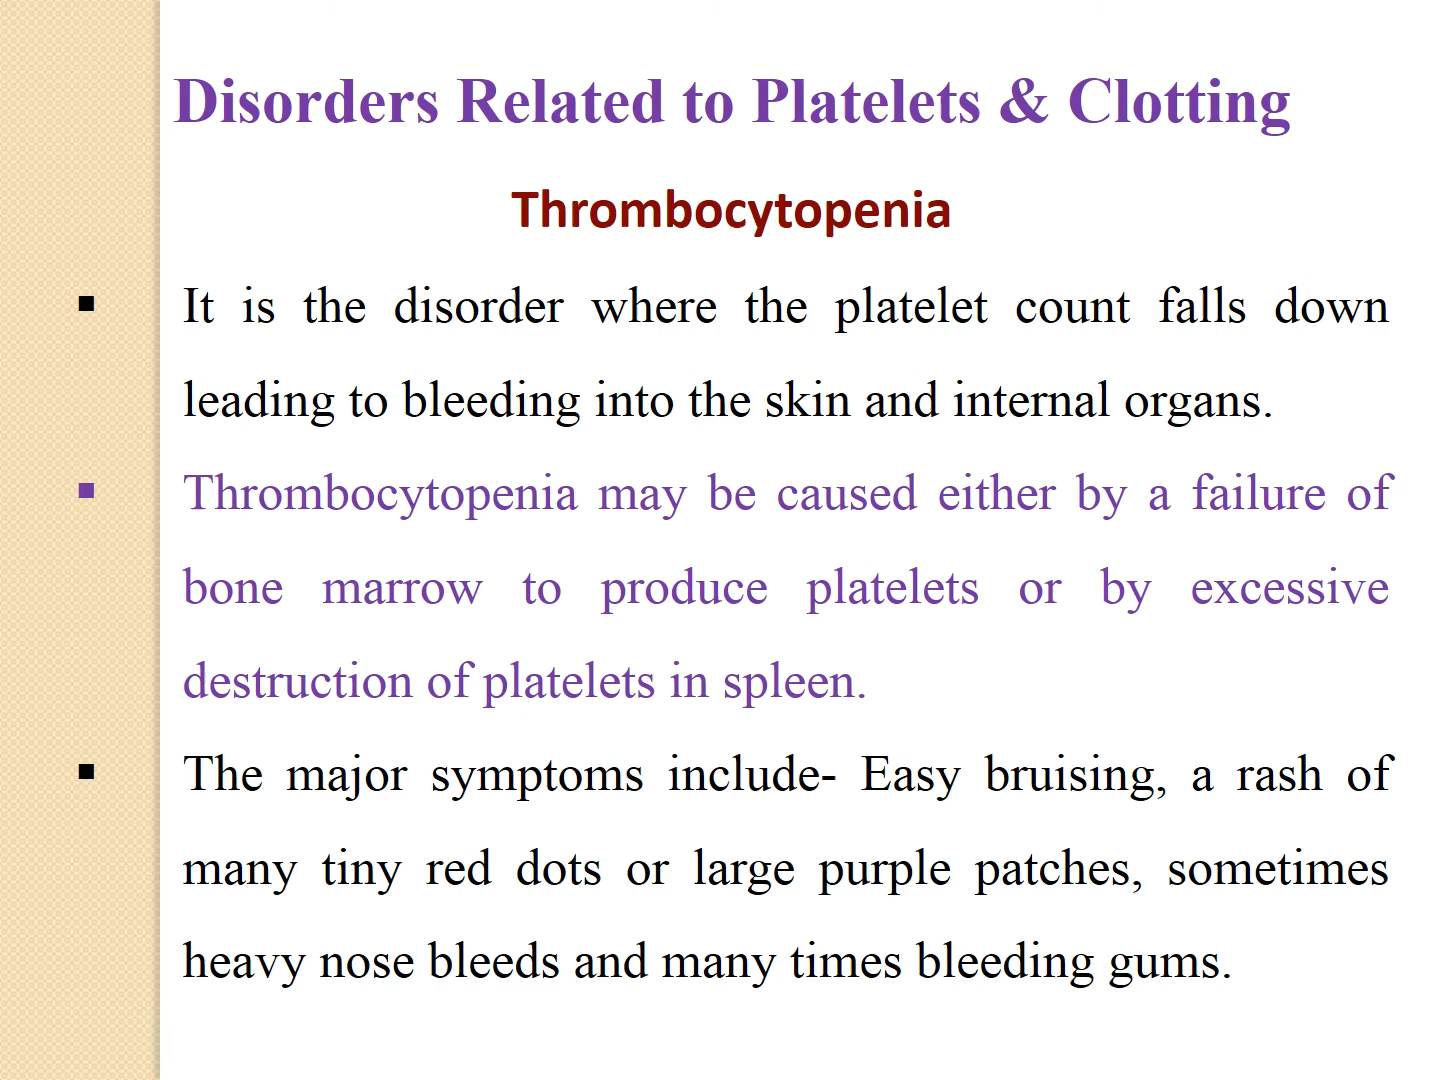 Disorders Related to Platelets & Clotting
Thrombocytopenia
▪ It is the disorder where the platelet count falls down
leading to bleeding into the skin and internal organs.
▪ Thrombocytopenia may be caused either by a failure of
bone marrow to produce platelets or by excessive
destruction of platelets in spleen.
▪ The major symptoms include- Easy bruising, a rash of
many tiny red dots or large purple patches, sometimes
heavy nose bleeds and many times bleeding gums.